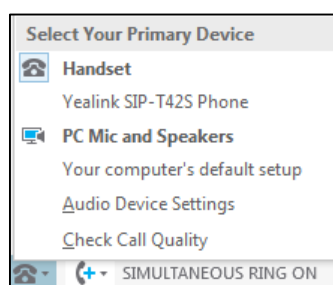 Select Your Primary Device
Handset
Yealink SIP-T42S Phone
PC Mic and Speakers
Your computer's default setup
Audio Device Settings
Check Call Quality
SIMULTANEOUS RING ON